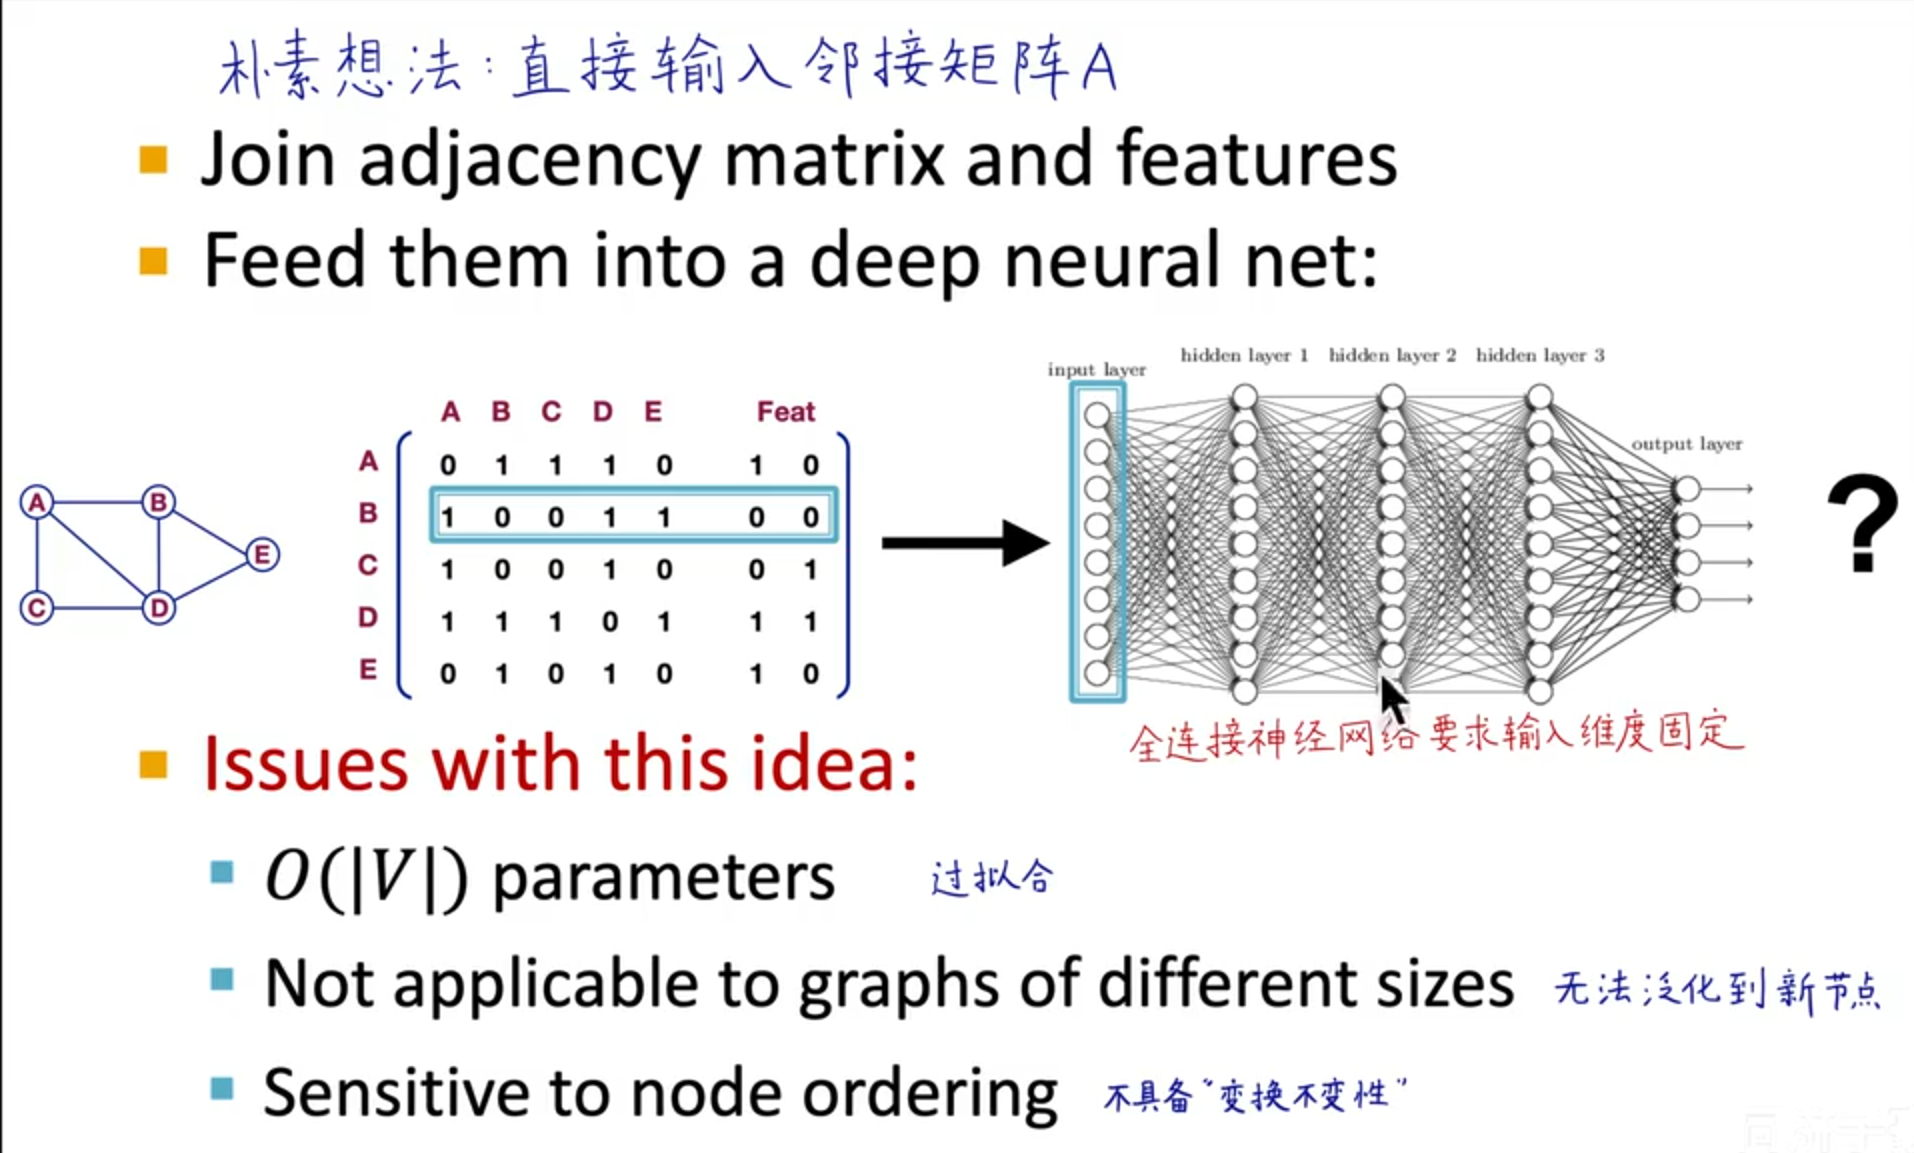 朴素想法:直接输入邻接矩阵A
Join adjacency matrix and features
Feed them into a deep neural net:
A B C D E Feat
A 0 1 1 1 0 1 0
B 1 0 0 1 1 0 0
C 1 0 0 1 0 0 1
D 1 1 1 0 1 1 1
E 0 1 0 1 0 1 0
A B
E
C D
input layer
hidden layer 1 hidden layer 2 hidden layer 3
output layer
?
全连接神经网络要求输入维度固定
Issues with this idea:
O(|V|) parameters 过拟合
Not applicable to graphs of different sizes 无法泛化到新节点
Sensitive to node ordering 不具备“变换不变性”